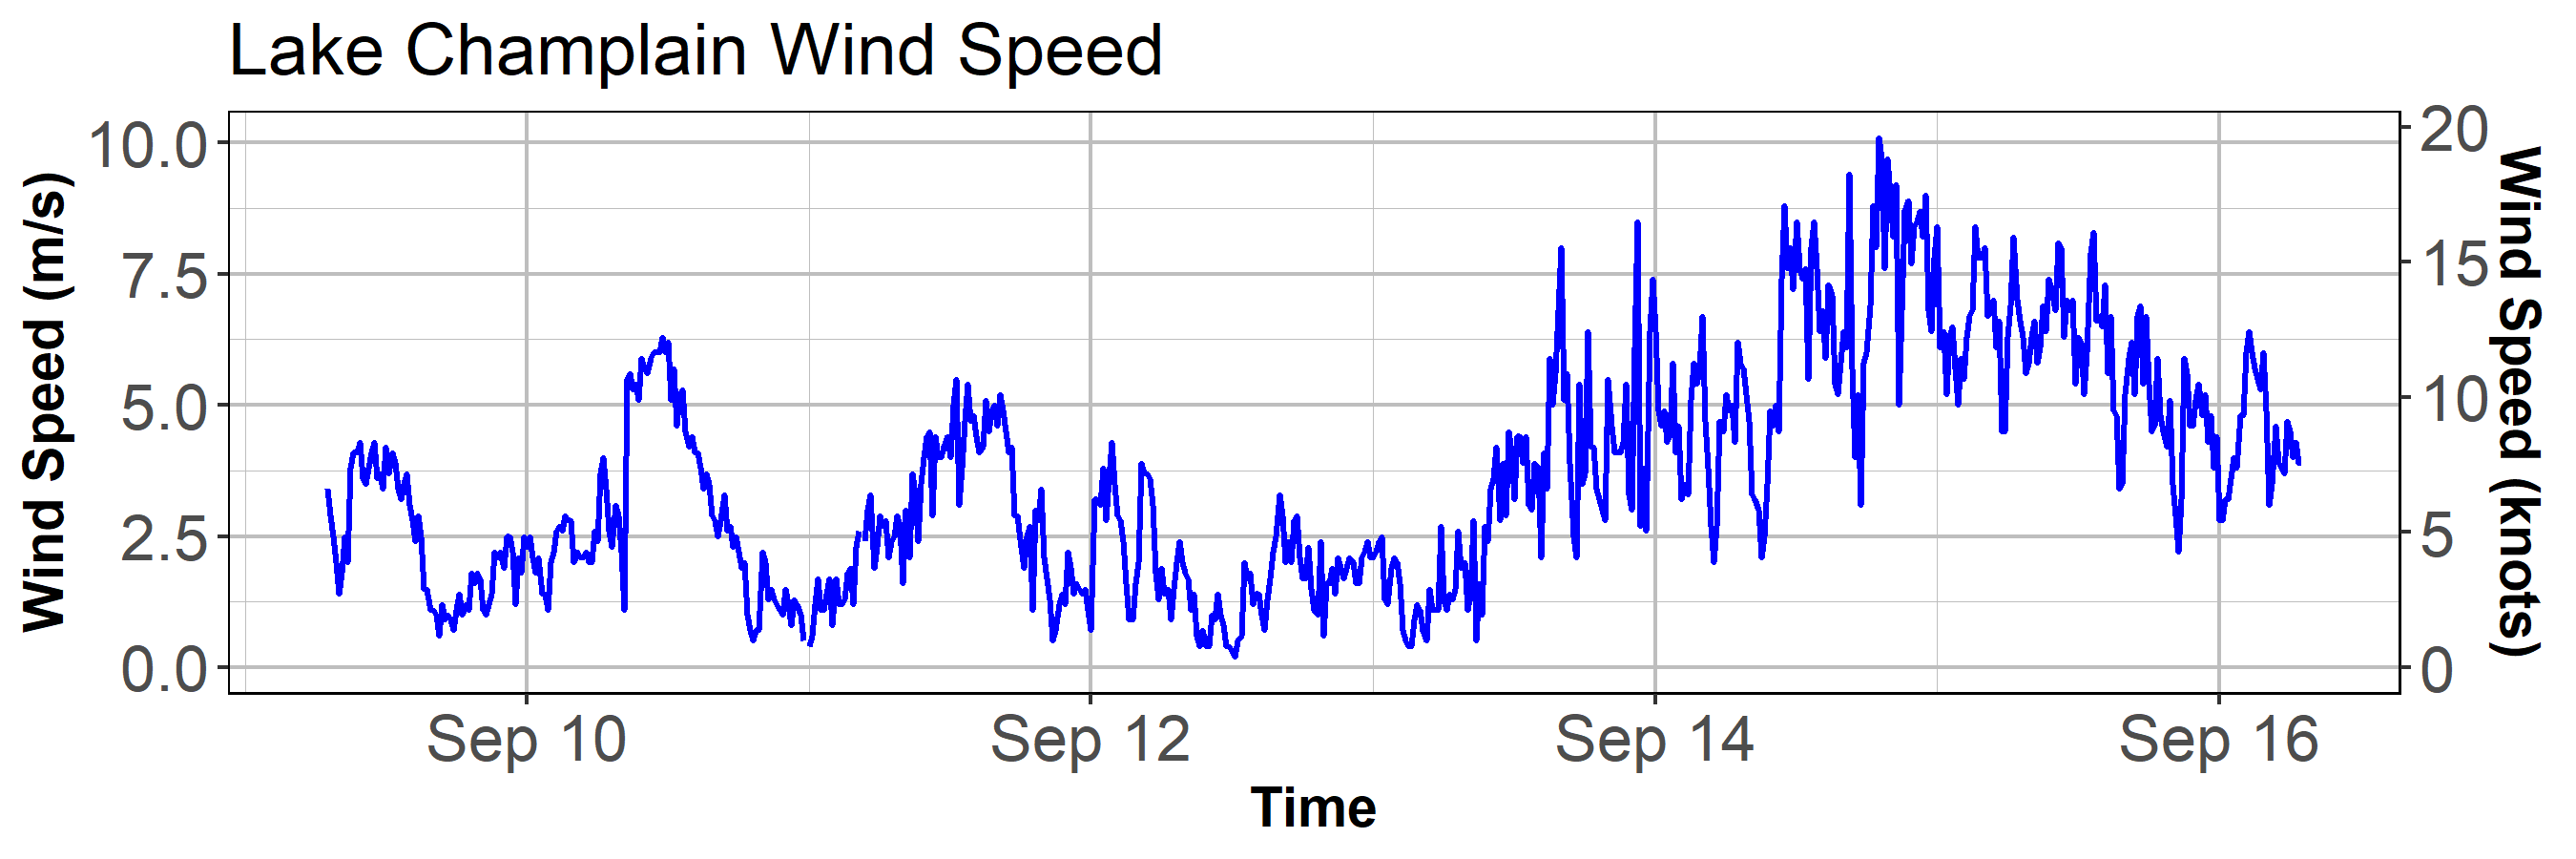 Lake Champlain Wind Speed
Wind Speed (m/s)
10.0
7.5
5.0
2.5
0.0
20
15
10
5
0
Wind Speed (knots)
Sep 10 Sep 12 Sep 14 Sep 16
Time